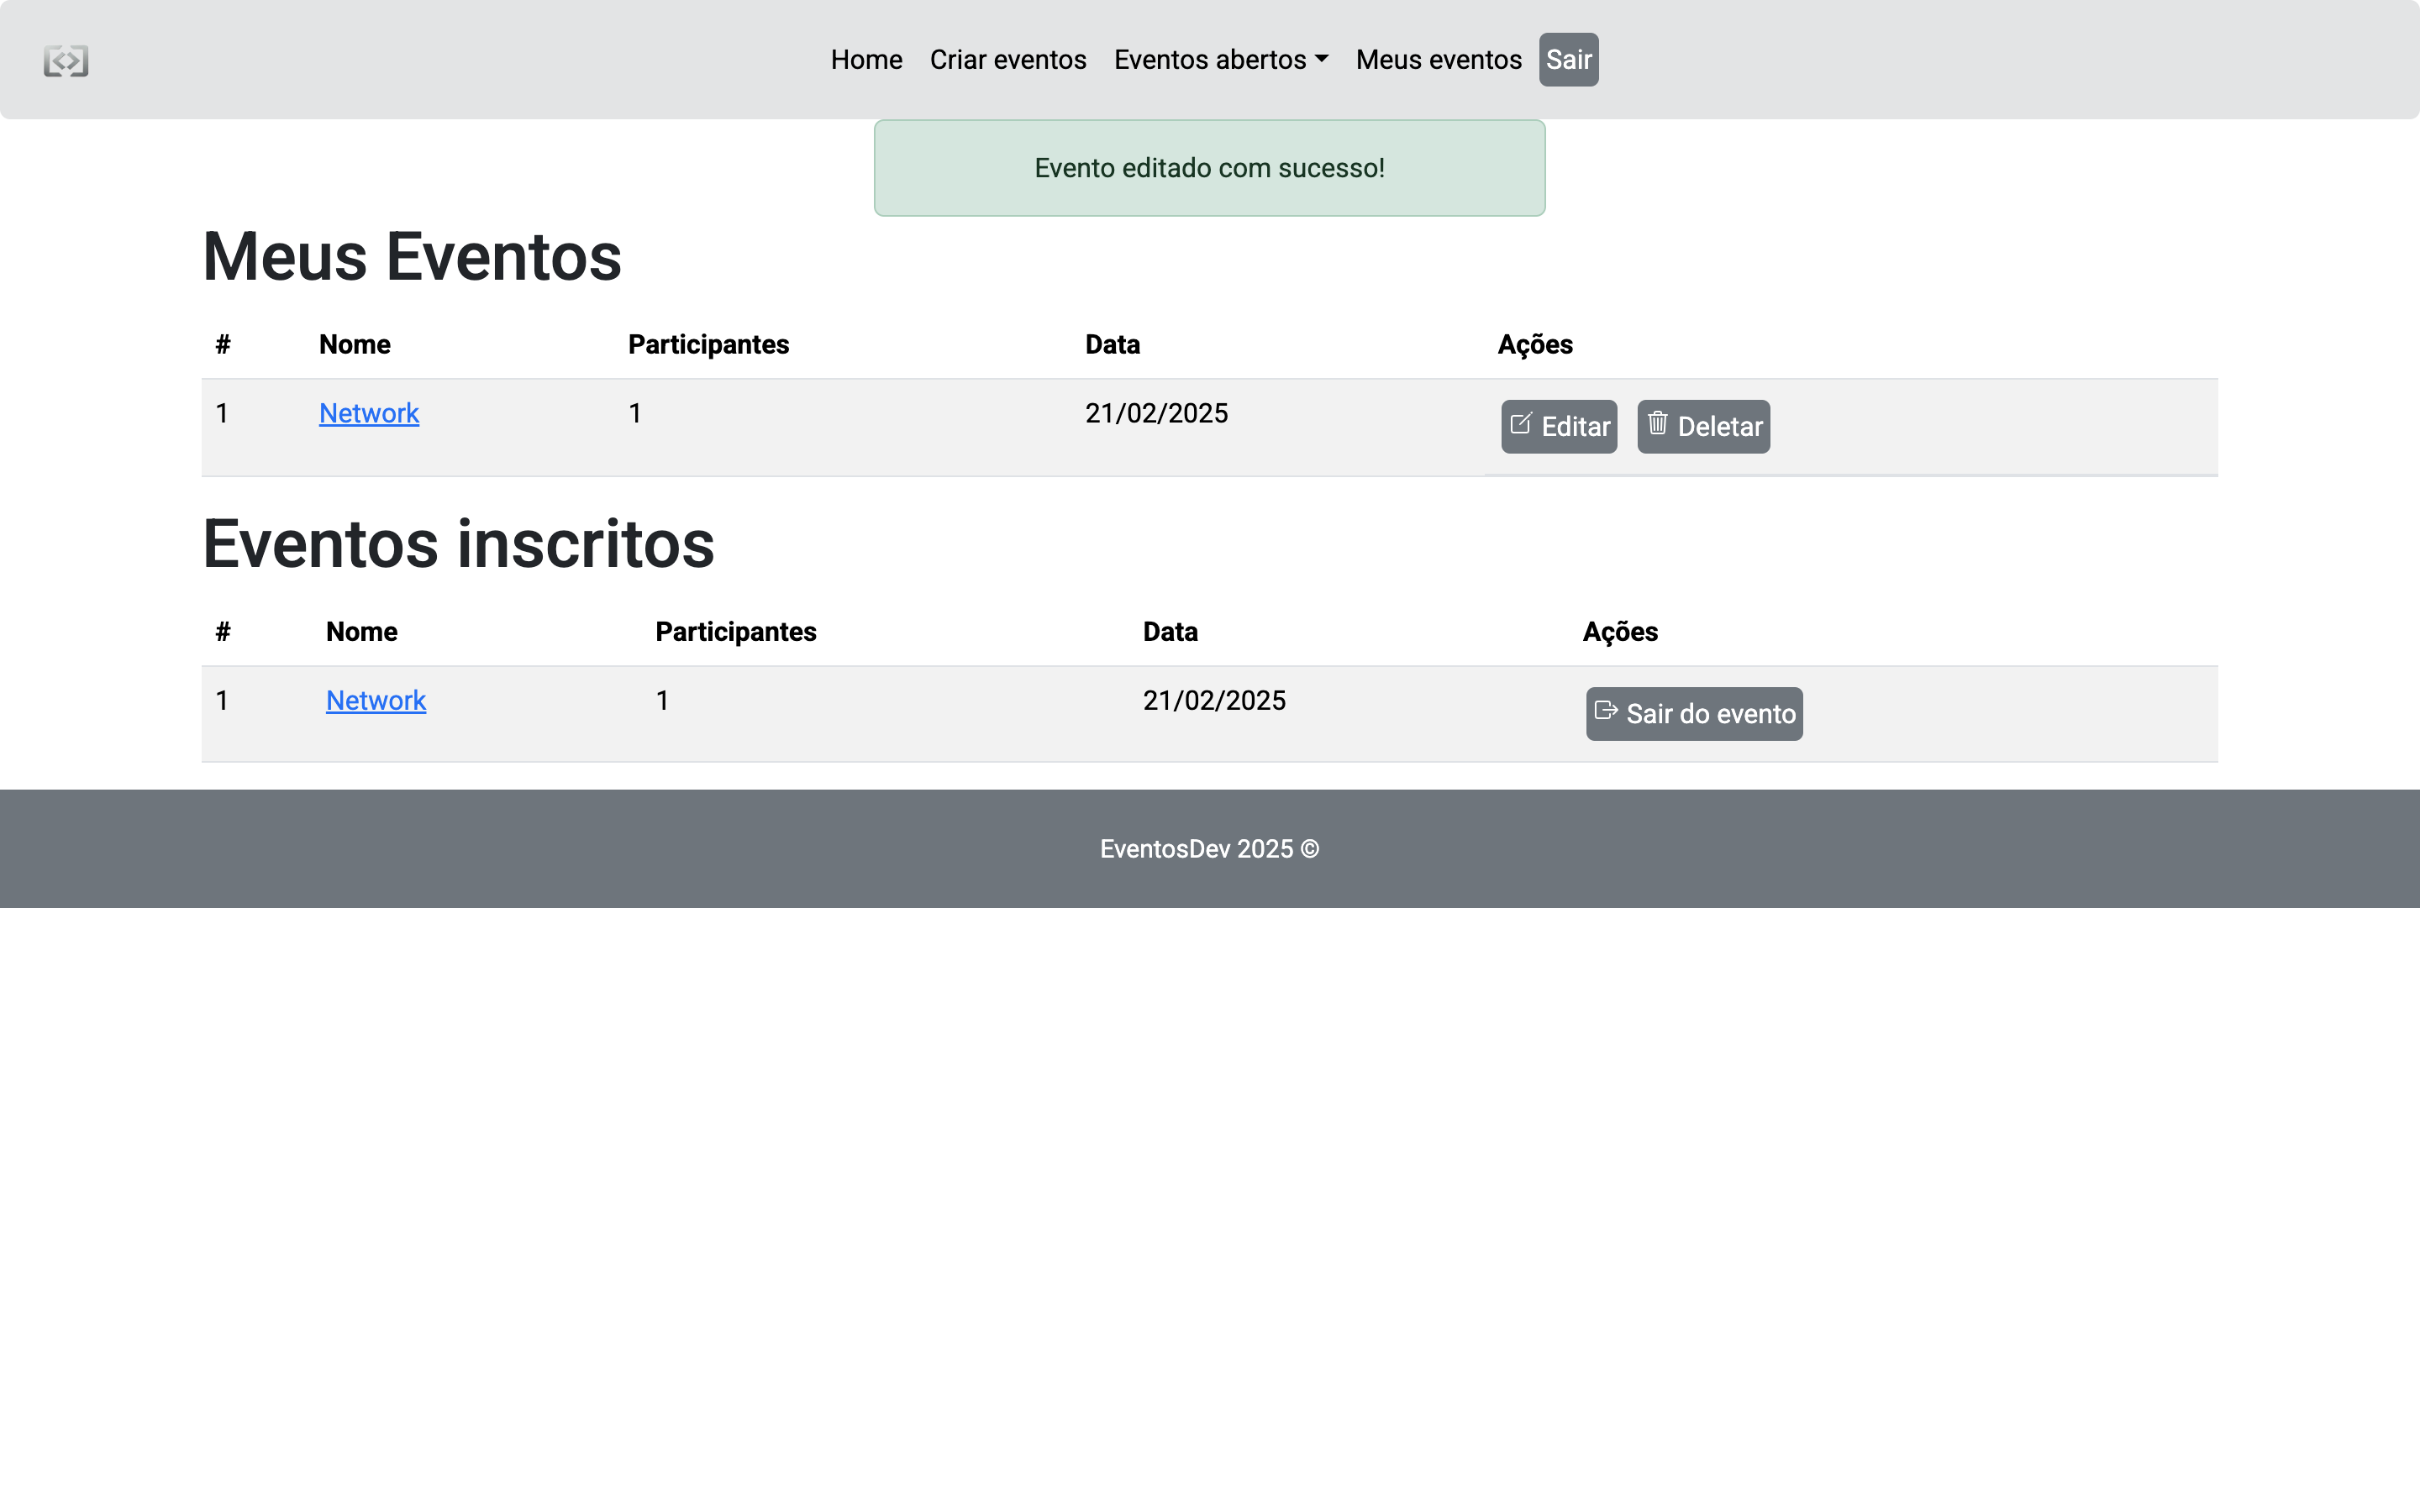 Home Criar eventos Eventos abertos Meus eventos Sair
Evento editado com sucesso!
Meus Eventos
# Nome Participantes Data Ações
1 Network 1 21/02/2025 Editar Deletar
Eventos inscritos
# Nome Participantes Data Ações
1 Network 1 21/02/2025 Sair do evento
EventosDev 2025 ©